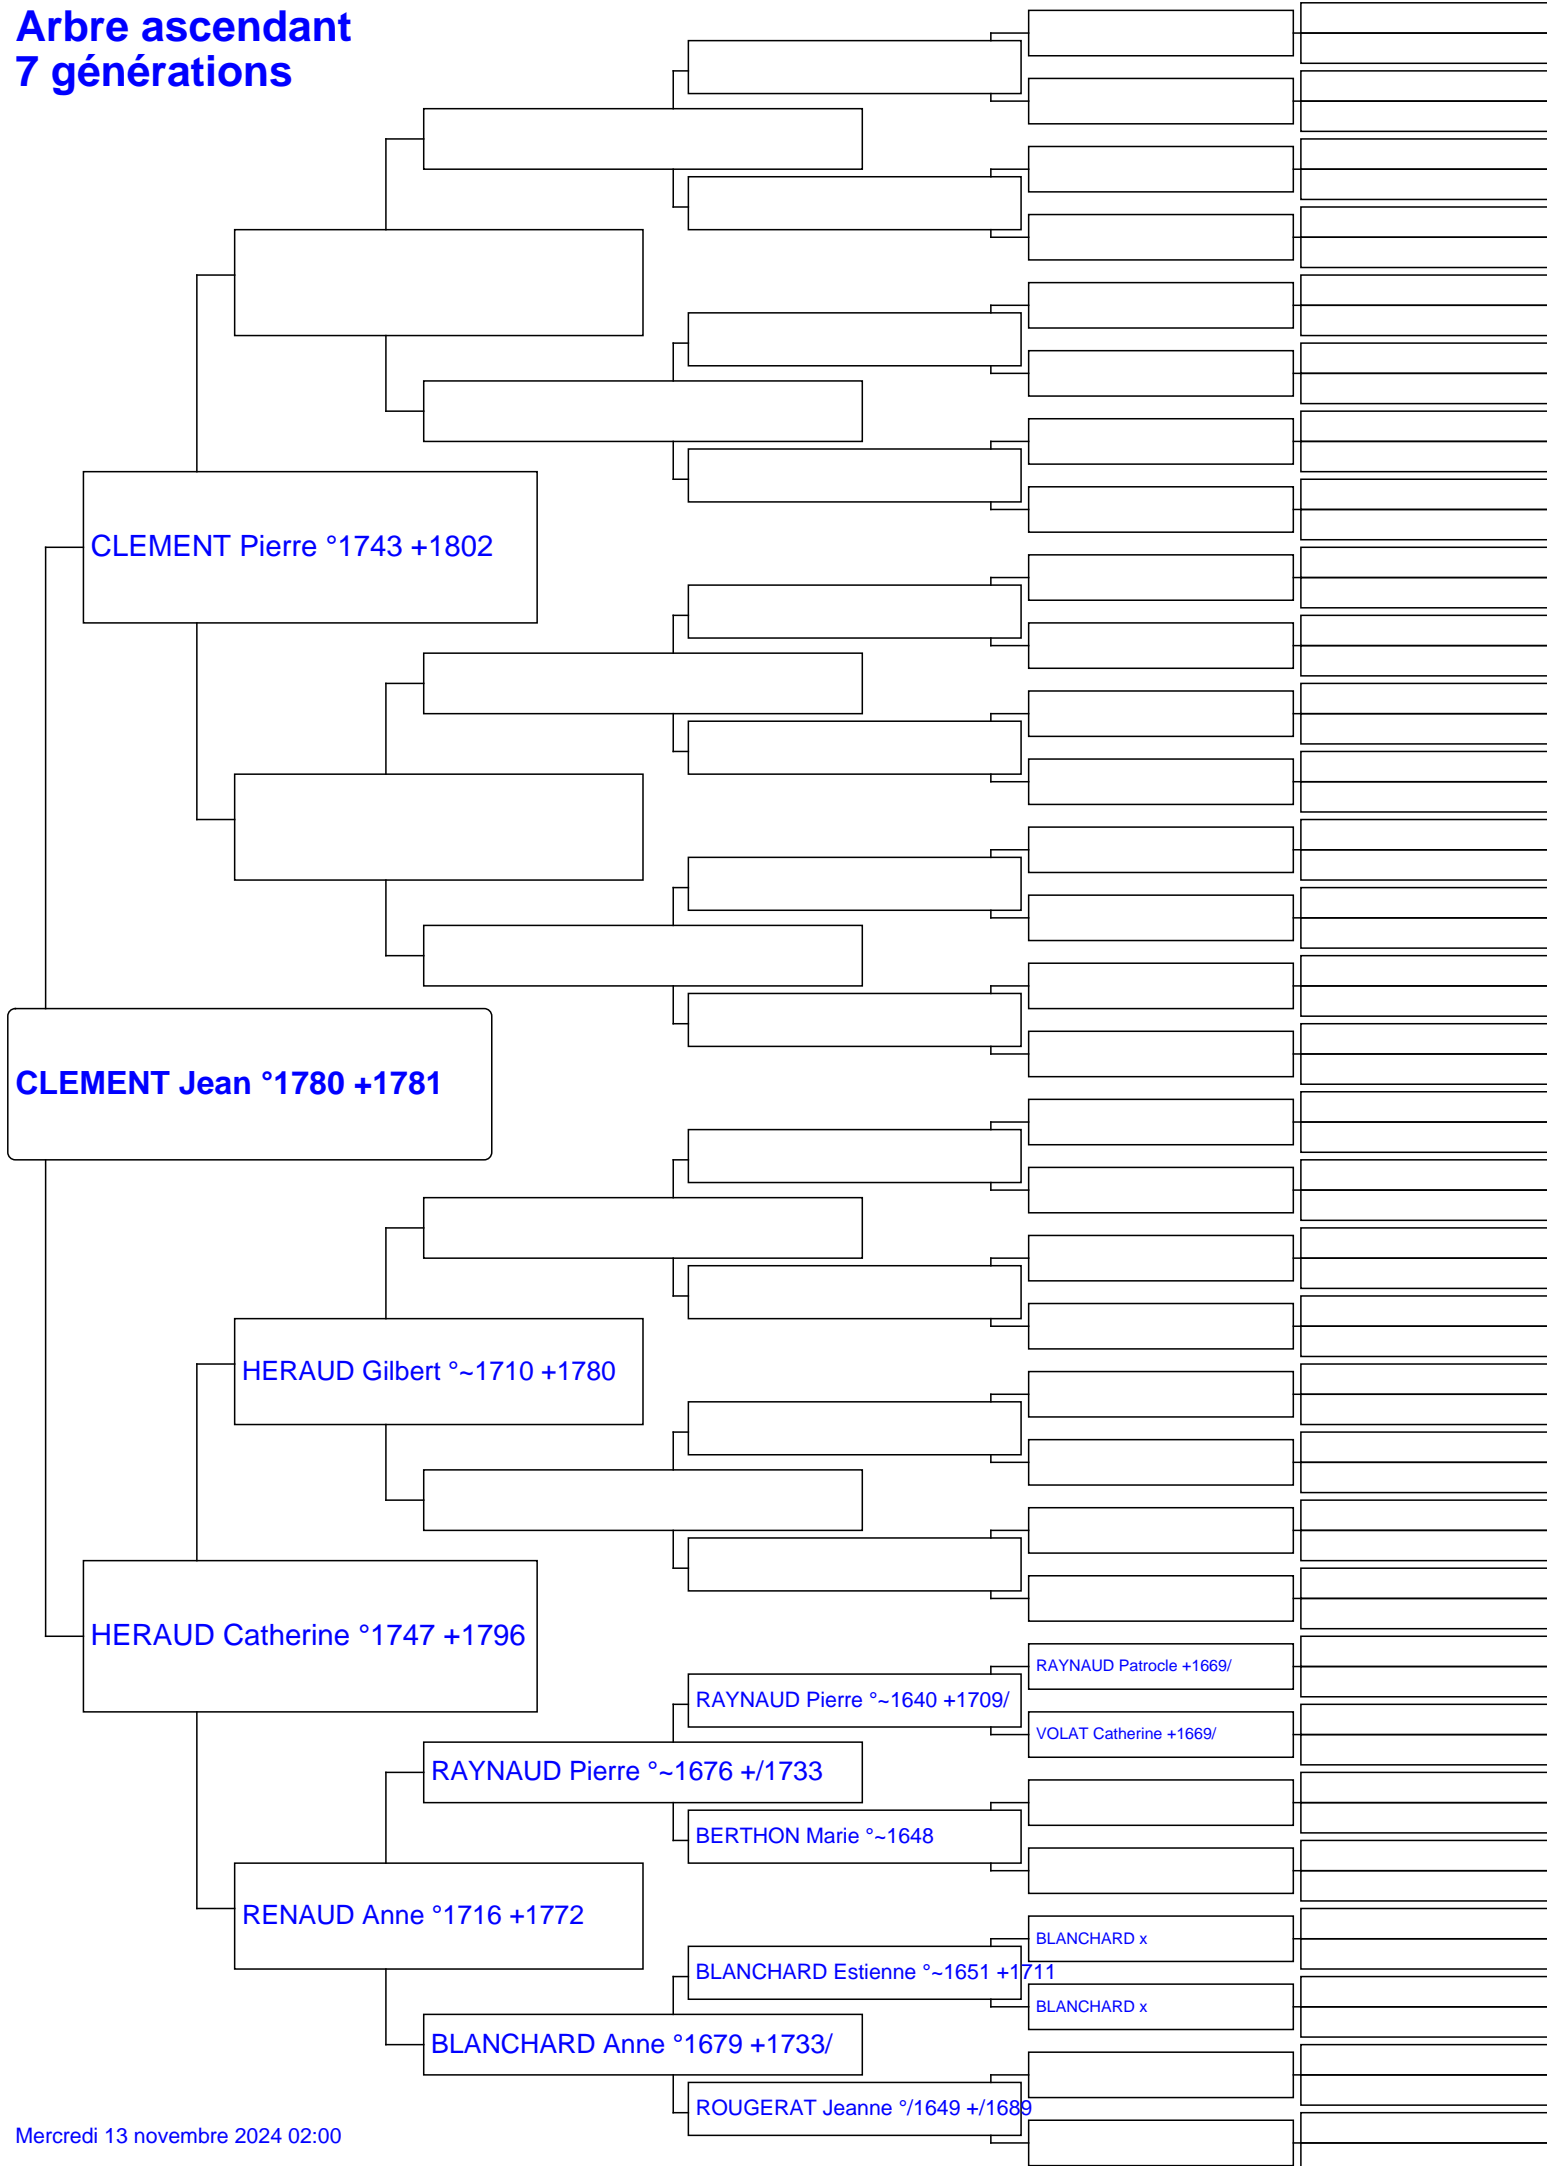 Arbre ascendant
7 générations
CLEMENT Pierre °1743 +1802
CLEMENT Jean °1780 +1781
HERAUD Gilbert °~1710 +1780
HERAUD Catherine °1747 +1796
RAYNAUD Patrocle +1669/
RAYNAUD Pierre °~1640 +1709/
VOLAT Catherine +1669/
RAYNAUD Pierre °~1676 +/1733
BERTHON Marie °~1648
RENAUD Anne °1716 +1772
BLANCHARD x
BLANCHARD Estienne °~1651 +1711
BLANCHARD x
BLANCHARD Anne °1679 +1733/
ROUGERAT Jeanne °/1649 +/1689
Mercredi 13 novembre 2024 02:00